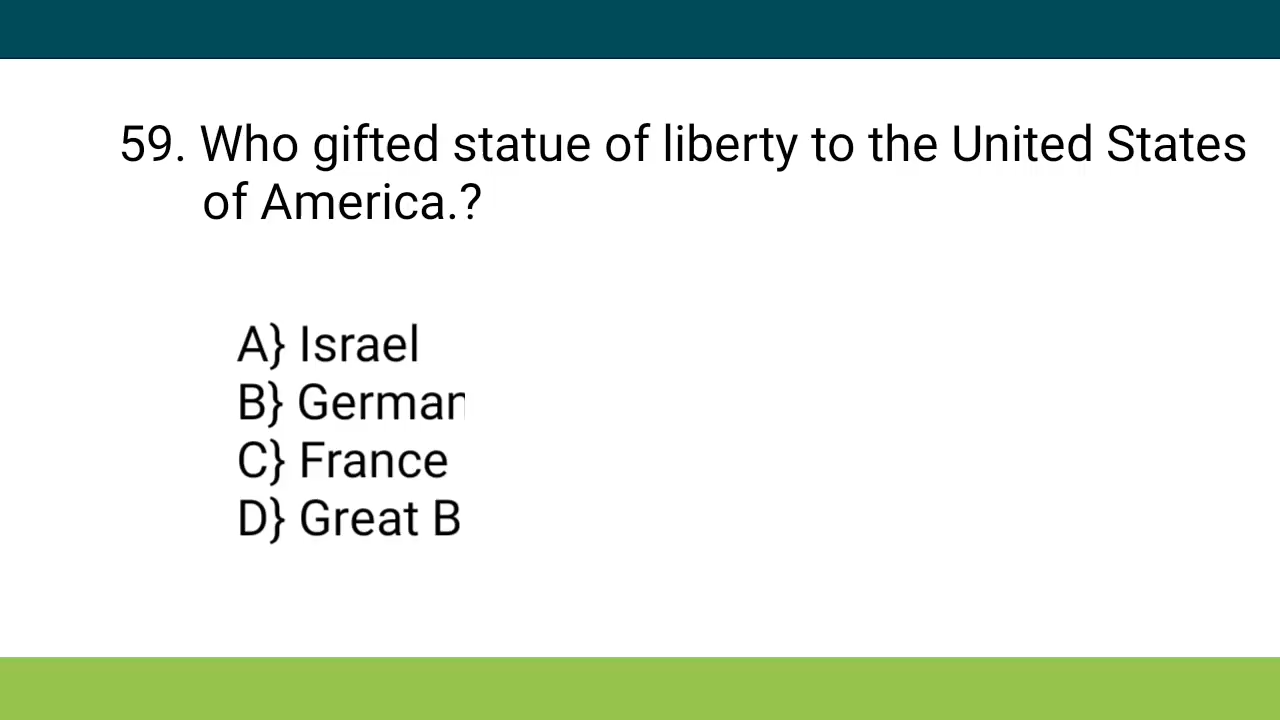 59. Who gifted statue of liberty to the United States
of America.?
A} Israel
B} German
C} France
D} Great B